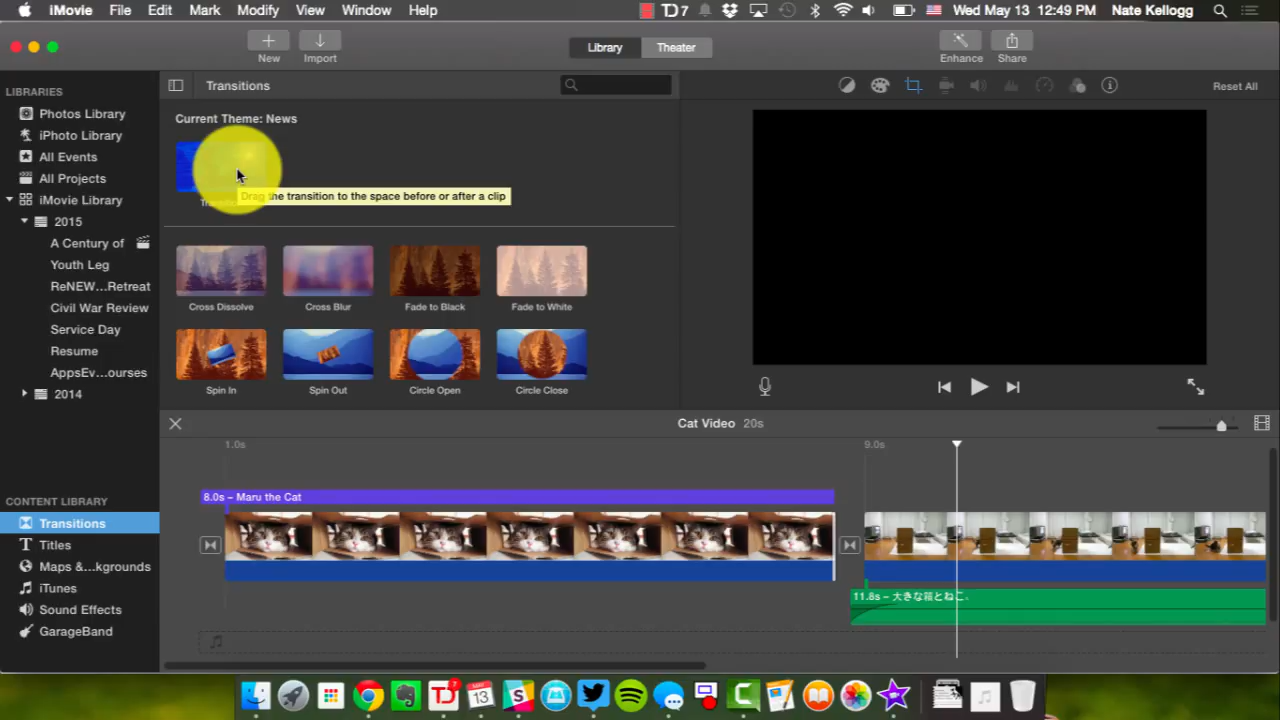 iMovie File Edit Mark Modify View Window Help 7 Wed May 13 12:49 PM Nate Kellogg
New Import Library Theater Enhance Share
LIBRARIES
Photos Library
iPhoto Library
All Events
All Projects
iMovie Library
2015
A Century of
Youth Leg
ReNEW...Retreat
Civil War Review
Service Day
Resume
AppsEv...ourses
2014
CONTENT LIBRARY
Transitions
Titles
Maps &...kgrounds
iTunes
Sound Effects
GarageBand
Transitions
Reset All
Current Theme: News
Drag the transition to the space before or after a clip
Cross Dissolve Cross Blur Fade to Black Fade to White
Spin In Spin Out Circle Open Circle Close
Cat Video 20s
1.0s 9.0s
8.0s – Maru the Cat
11.8s – 大きな箱とねこ。
7
13